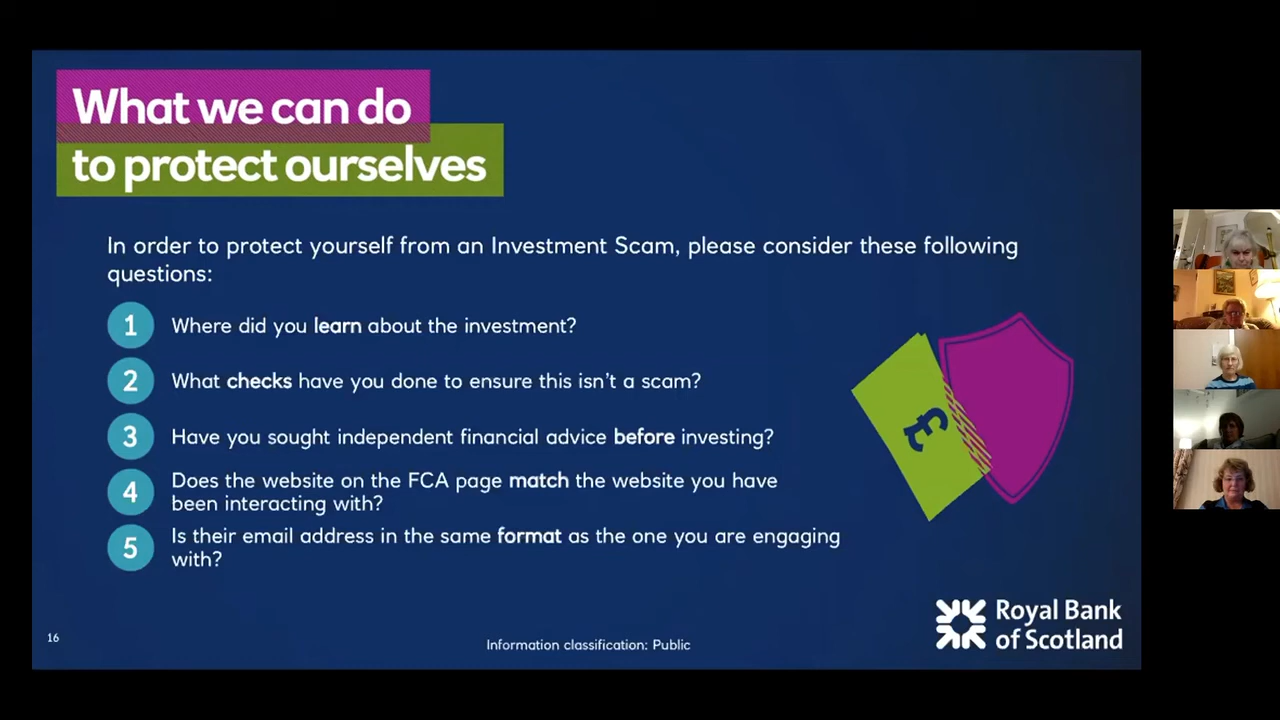 What we can do
to protect ourselves
In order to protect yourself from an Investment Scam, please consider these following
questions:
1 Where did you learn about the investment?
2 What checks have you done to ensure this isn't a scam?
3 Have you sought independent financial advice before investing?
4 Does the website on the FCA page match the website you have
been interacting with?
5 Is their email address in the same format as the one you are engaging
with?
£
Royal Bank
of Scotland
16
Information classification: Public